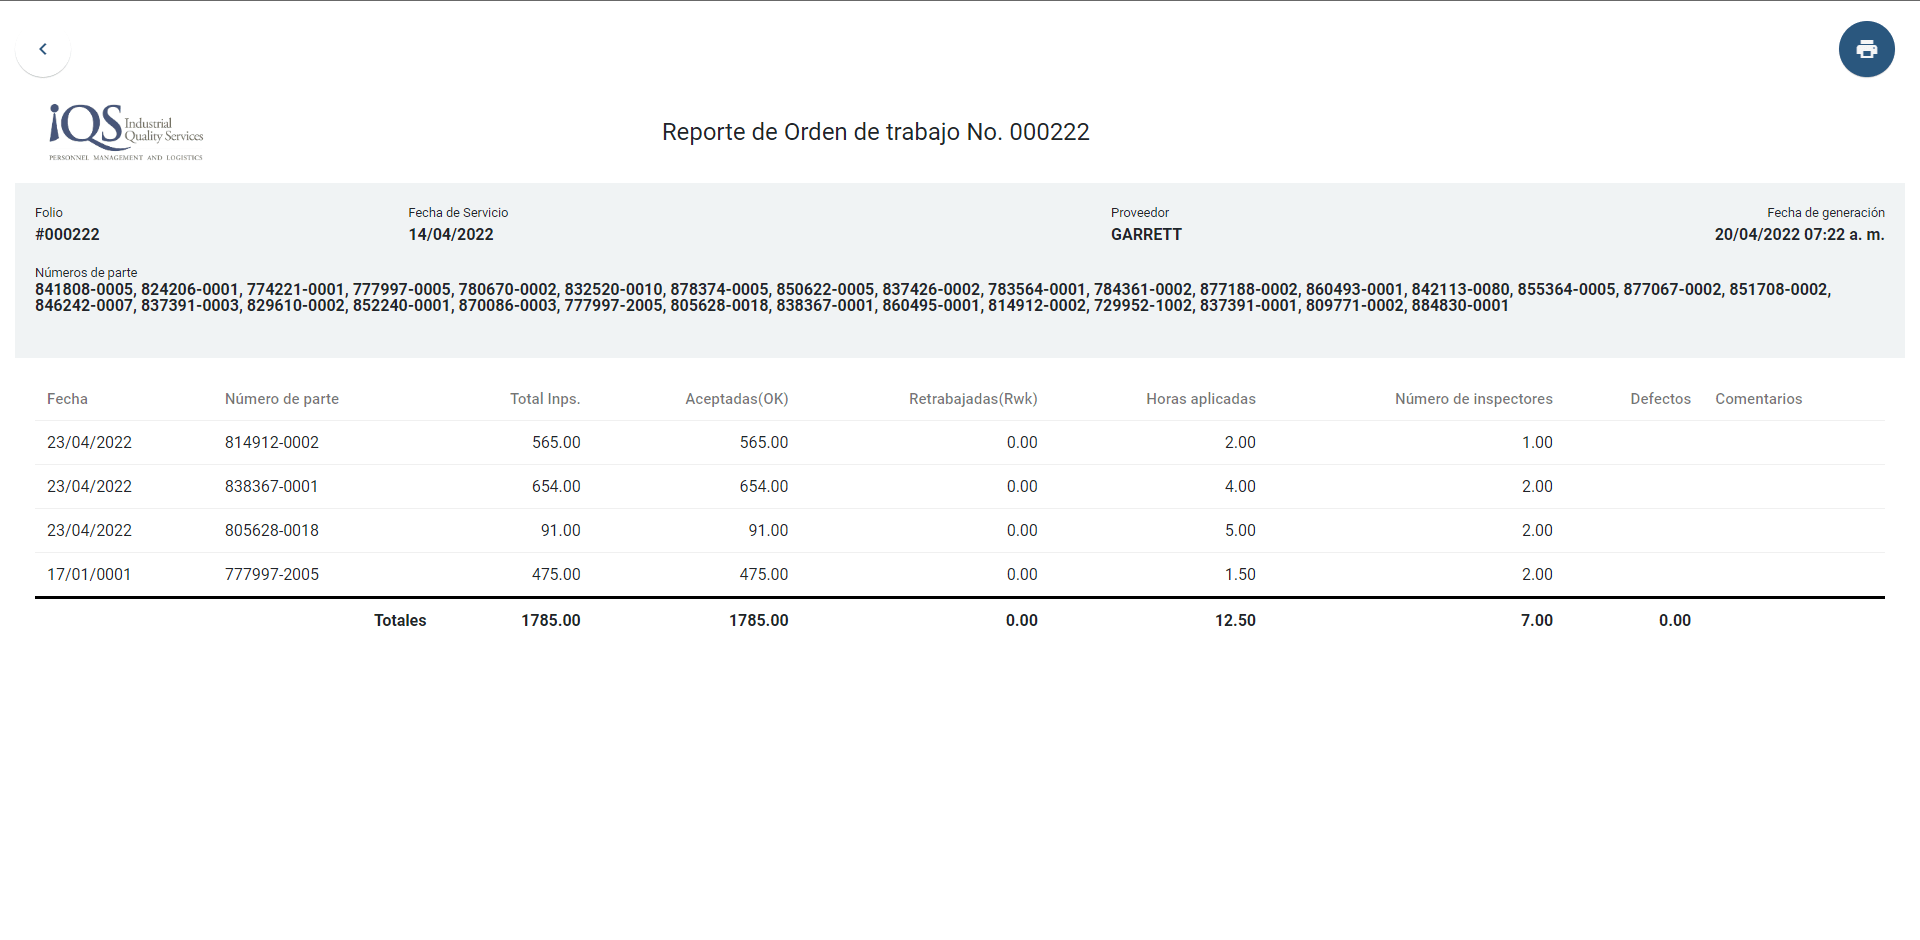 iQS Industrial
Quality Services
PERSONNEL MANAGEMENT AND LOGISTICS
Reporte de Orden de trabajo No. 000222
Folio Fecha de Servicio Proveedor Fecha de generación
#000222 14/04/2022 GARRETT 20/04/2022 07:22 a. m.
Números de parte
841808-0005, 824206-0001, 774221-0001, 777997-0005, 780670-0002, 832520-0010, 878374-0005, 850622-0005, 837426-0002, 783564-0001, 784361-0002, 877188-0002, 860493-0001, 842113-0080, 855364-0005, 877067-0002, 851708-0002,
846242-0007, 837391-0003, 829610-0002, 852240-0001, 870086-0003, 777997-2005, 805628-0018, 838367-0001, 860495-0001, 814912-0002, 729952-1002, 837391-0001, 809771-0002, 884830-0001
Fecha Número de parte Total Inps. Aceptadas(OK) Retrabajadas(Rwk) Horas aplicadas Número de inspectores Defectos Comentarios
23/04/2022 814912-0002 565.00 565.00 0.00 2.00 1.00
23/04/2022 838367-0001 654.00 654.00 0.00 4.00 2.00
23/04/2022 805628-0018 91.00 91.00 0.00 5.00 2.00
17/01/0001 777997-2005 475.00 475.00 0.00 1.50 2.00
Totales 1785.00 1785.00 0.00 12.50 7.00 0.00